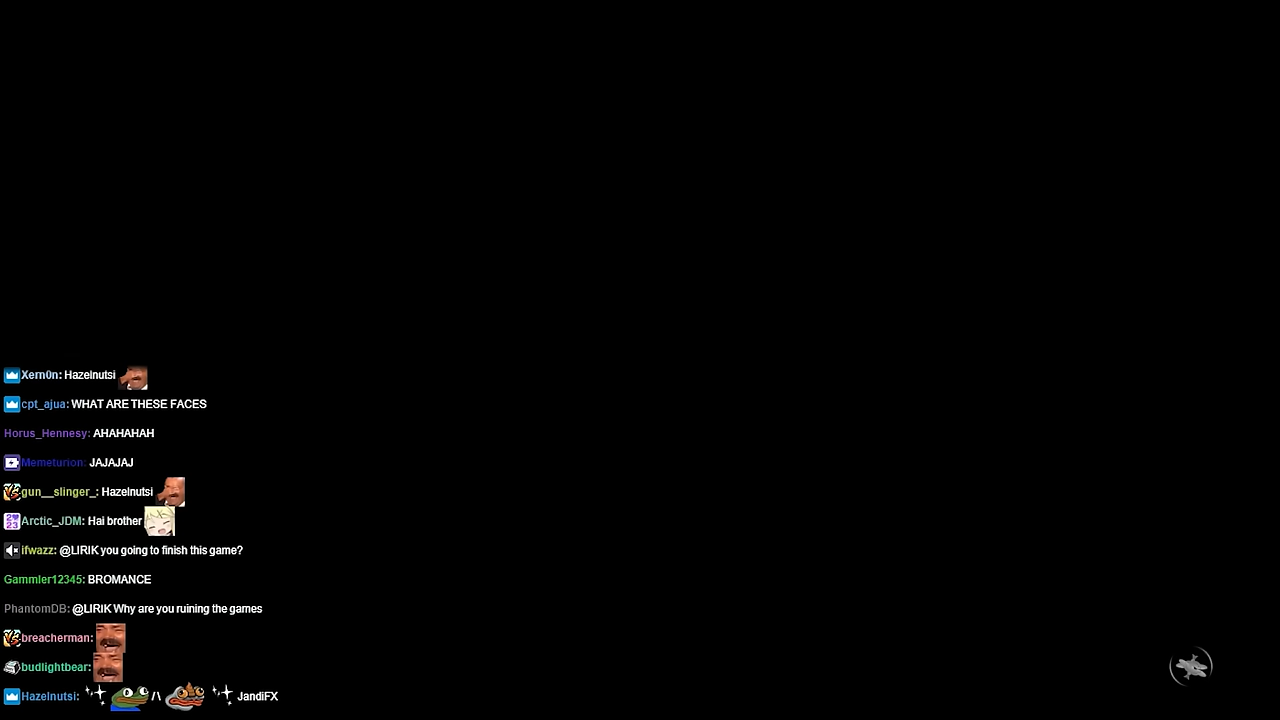 Xern0n: Hazelnutsi
cpt_ajua: WHAT ARE THESE FACES
Horus_Hennesy: AHAHAHAH
Memeturion: JAJAJAJ
gun__slinger_: Hazelnutsi
Arctic_JDM: Hai brother
ifwazz: @LIRIK you going to finish this game?
Gammler12345: BROMANCE
PhantomDB: @LIRIK Why are you ruining the games
breacherman:
budlightbear:
Hazelnutsi: /\ JandiFX